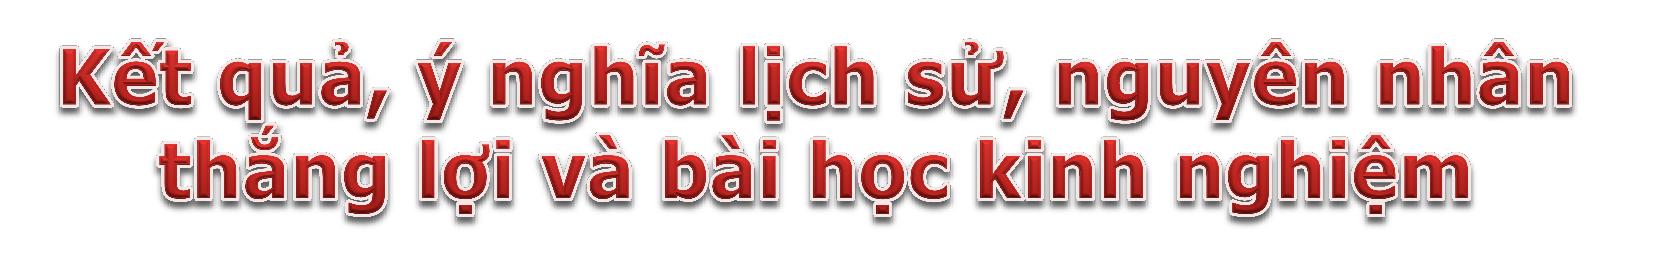 Kết quả, ý nghĩa lịch sử, nguyên nhân
thắng lợi và bài học kinh nghiệm